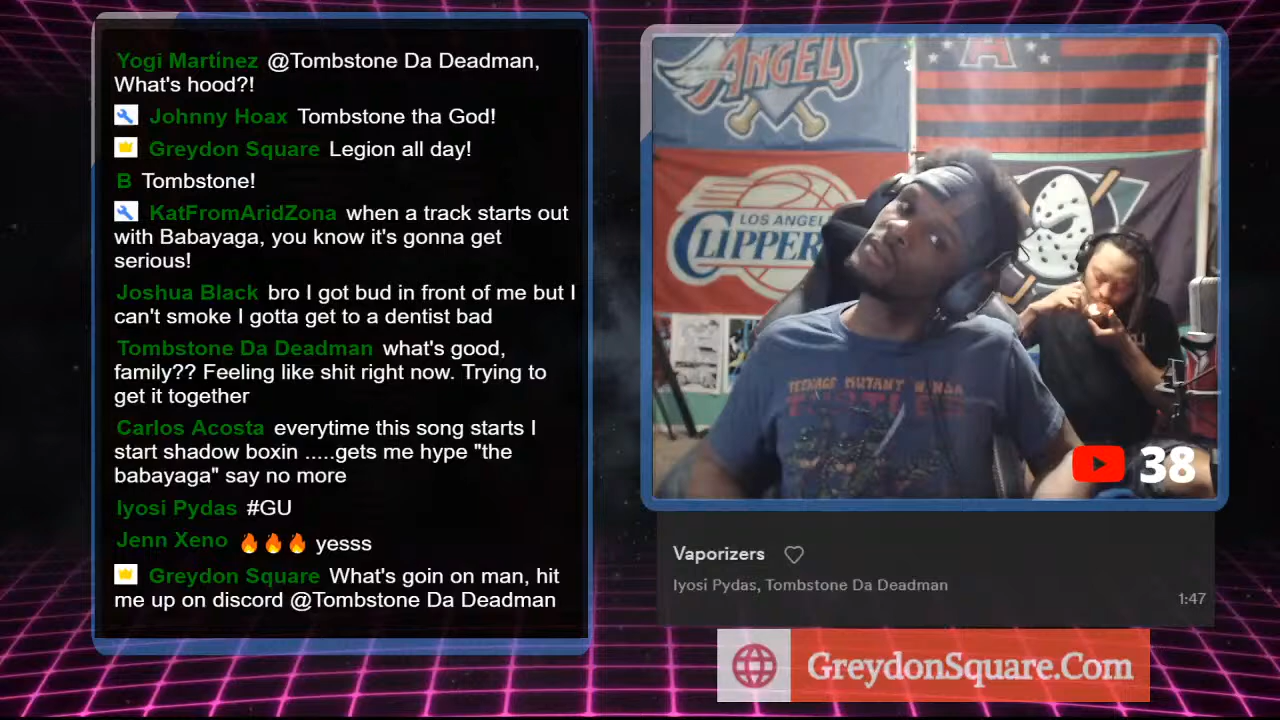 Yogi Martinez @Tombstone Da Deadman,
What's hood?!
Johnny Hoax Tombstone tha God!
Greydon Square Legion all day!
B Tombstone!
KatFromAridZona when a track starts out
with Babayaga, you know it's gonna get
serious!
Joshua Black bro I got bud in front of me but I
can't smoke I gotta get to a dentist bad
Tombstone Da Deadman what's good,
family?? Feeling like shit right now. Trying to
get it together
Carlos Acosta everytime this song starts I
start shadow boxin .....gets me hype "the
babayaga" say no more
Iyosi Pydas #GU
Jenn Xeno 🔥🔥🔥 yesss
Greydon Square What's goin on man, hit
me up on discord @Tombstone Da Deadman
ANGELS
A
LOS ANGELES
CLIPPERS
TEENAGE MUTANT NINJA
TURTLES
38
Vaporizers
Iyosi Pydas, Tombstone Da Deadman
1:47
GreydonSquare.Com